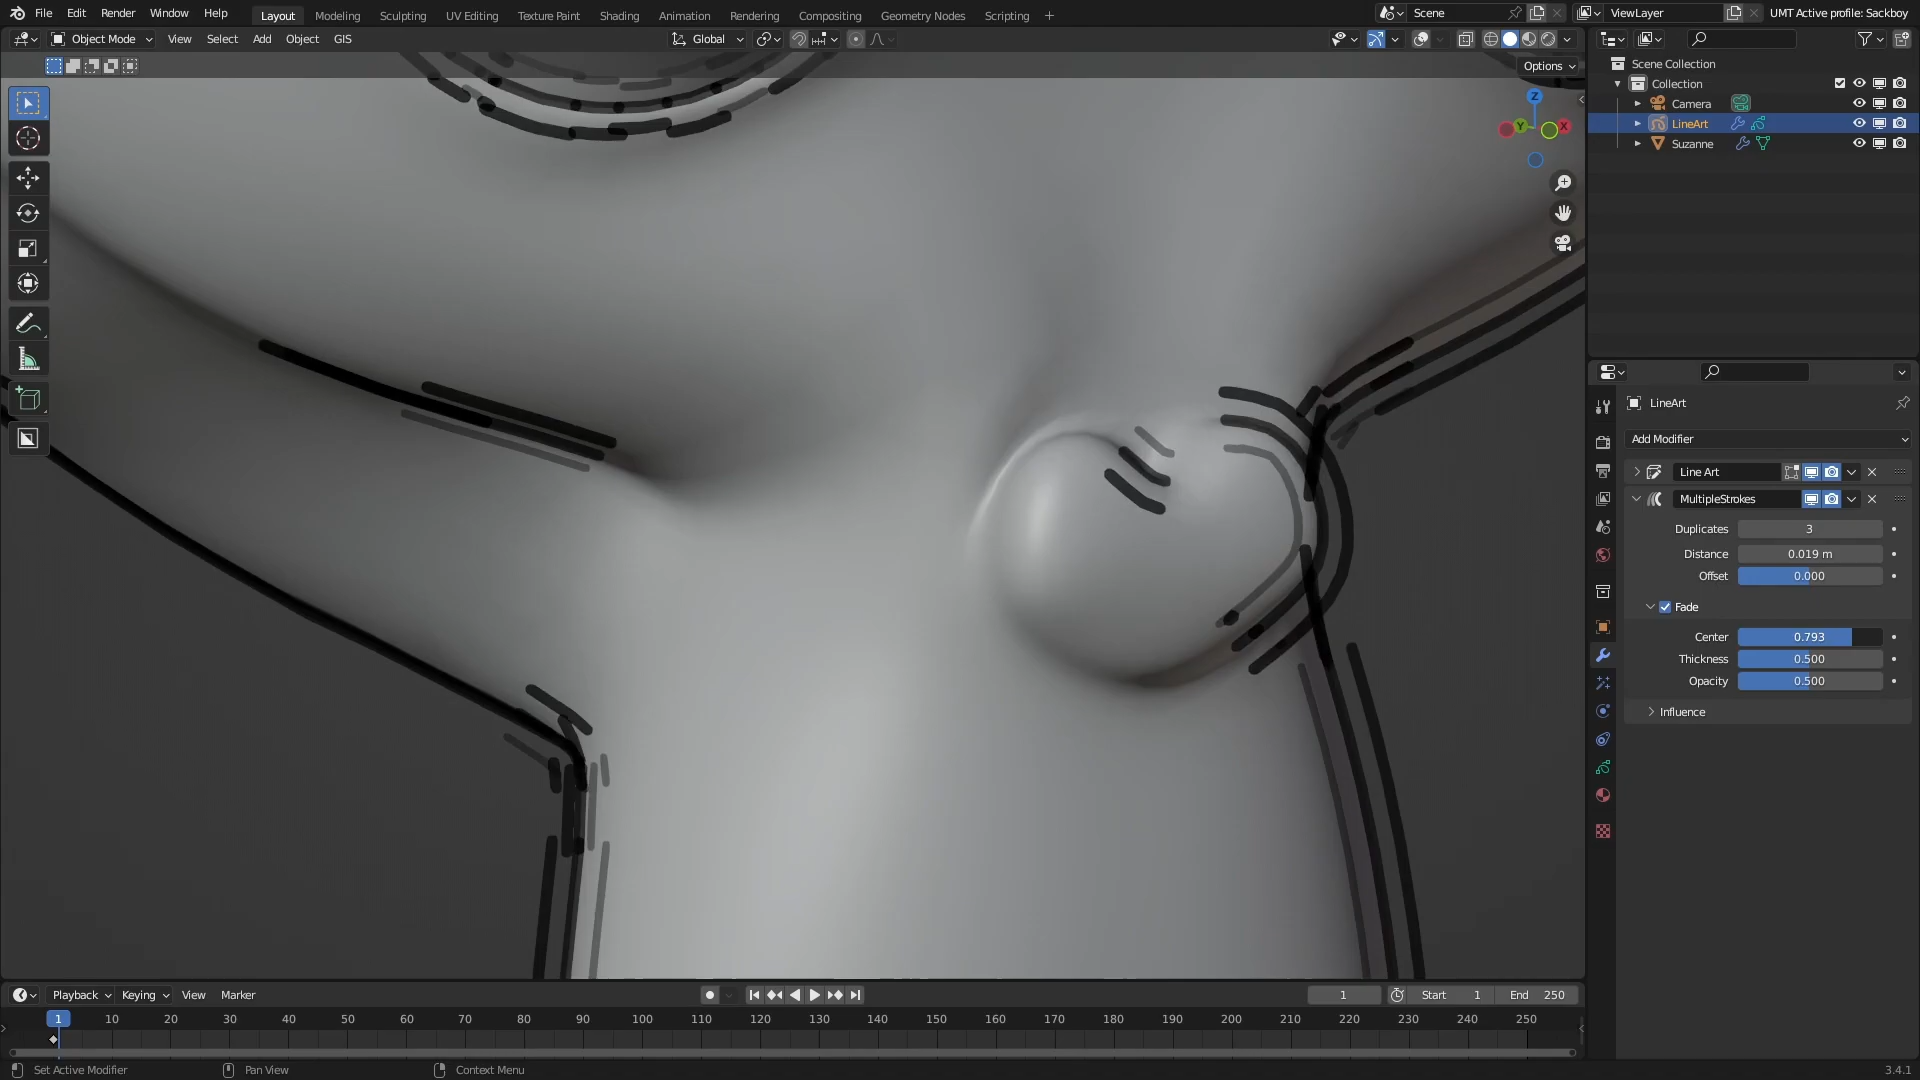 File Edit Render Window Help Layout Modeling Sculpting UV Editing Texture Paint Shading Animation Rendering Compositing Geometry Nodes Scripting + Scene ViewLayer UMT Active profile: Sackboy
Object Mode View Select Add Object GIS Global
Options
Z
Y X
Scene Collection
Collection
Camera
LineArt
Suzanne
LineArt
Add Modifier
Line Art
MultipleStrokes
Duplicates 3
Distance 0.019 m
Offset 0.000
Fade
Center 0.793
Thickness 0.500
Opacity 0.500
Influence
Playback Keying View Marker 1 Start 1 End 250
1 10 20 30 40 50 60 70 80 90 100 110 120 130 140 150 160 170 180 190 200 210 220 230 240 250
Set Active Modifier Pan View Context Menu 3.4.1